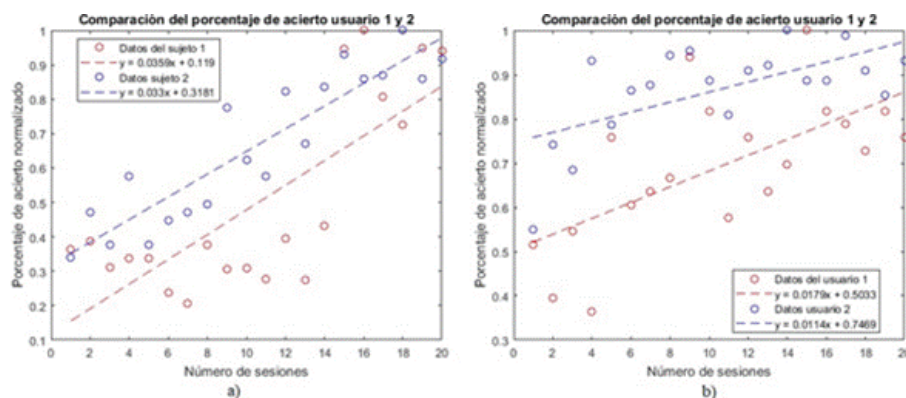 Comparación del porcentaje de acierto usuario 1 y 2
Porcentaje de acierto normalizado
1
0.9
0.8
0.7
0.6
0.5
0.4
0.3
0.2
0.1
Datos del sujeto 1
y = 0.0359x + 0.119
Datos sujeto 2
y = 0.033x + 0.3181
0 2 4 6 8 10 12 14 16 18 20
Número de sesiones
a)
Comparación del porcentaje de acierto usuario 1 y 2
Porcentaje de acierto normalizado
1
0.9
0.8
0.7
0.6
0.5
0.4
0.3
Datos del usuario 1
y = 0.0179x + 0.5033
Datos usuario 2
y = 0.0114x + 0.7469
0 2 4 6 8 10 12 14 16 18 20
Número de sesiones
b)